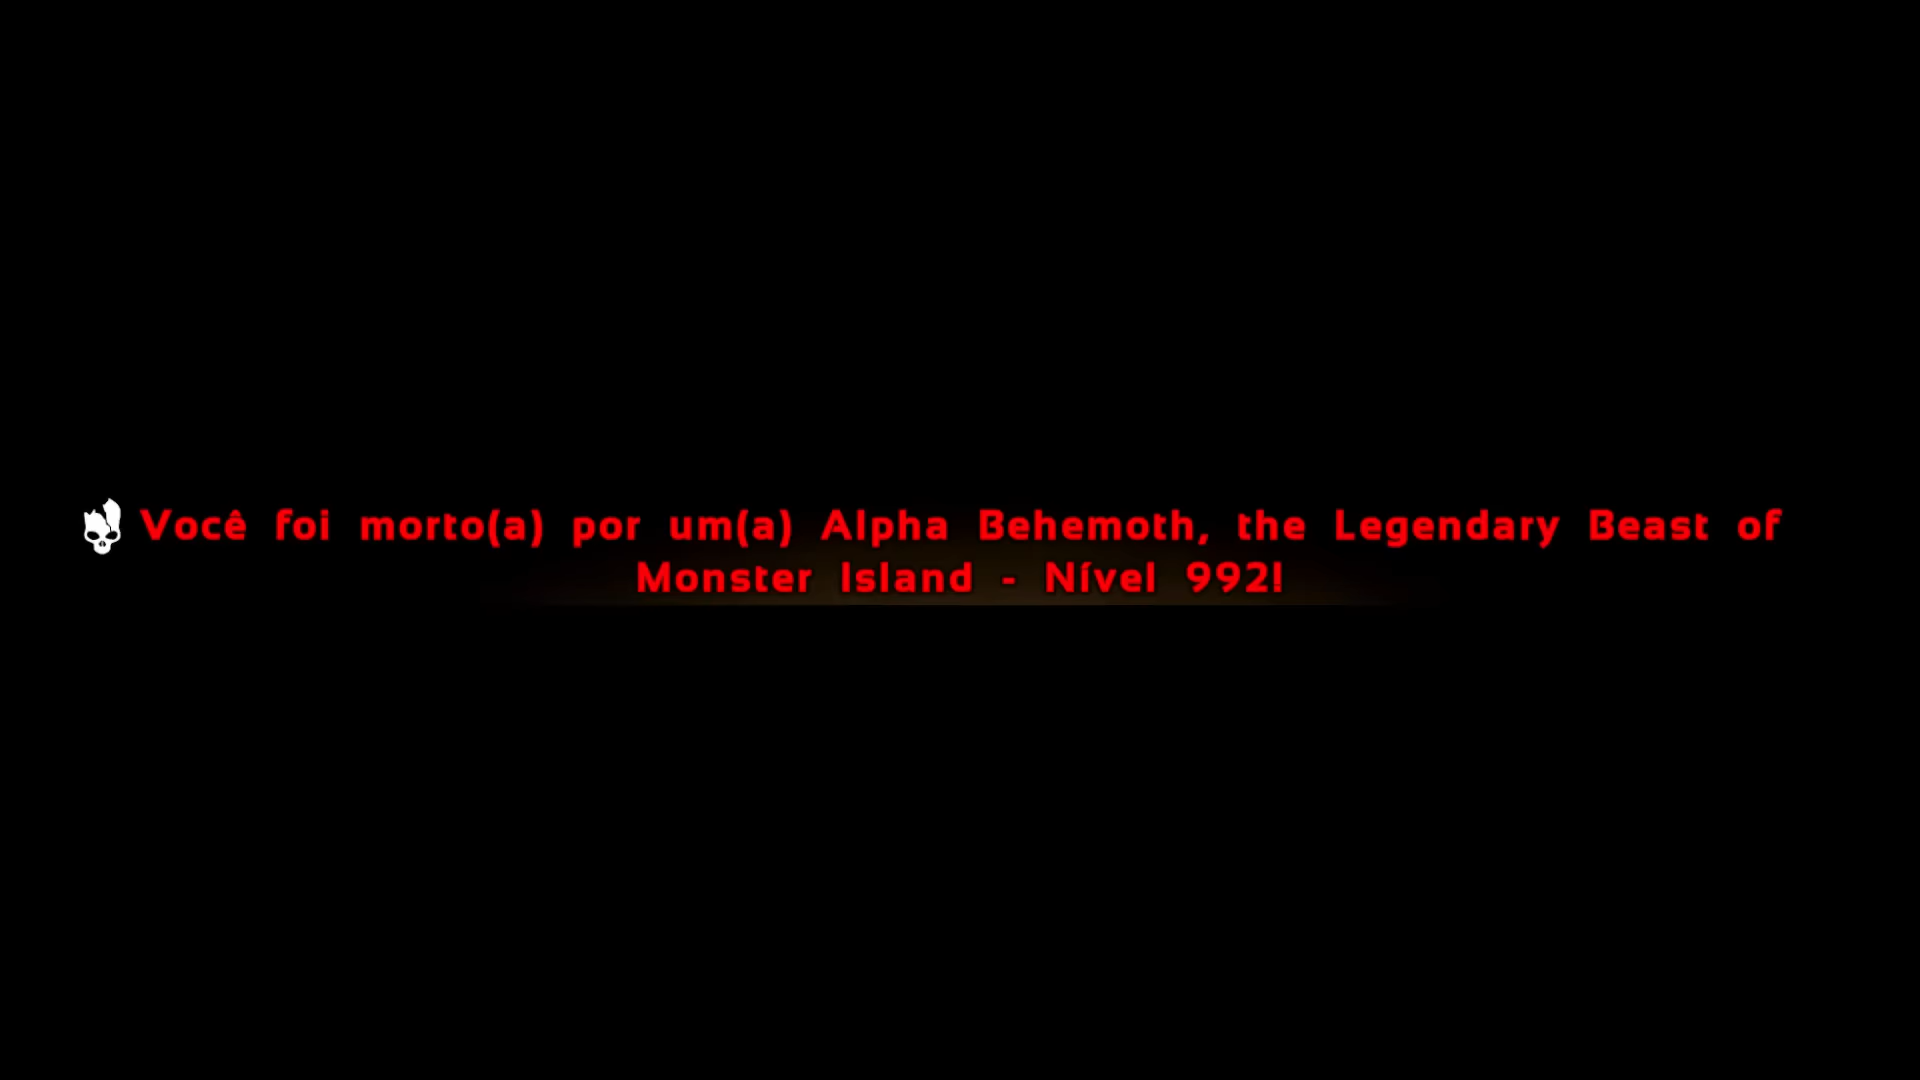 Você foi morto(a) por um(a) Alpha Behemoth, the Legendary Beast of
Monster Island - Nível 992!